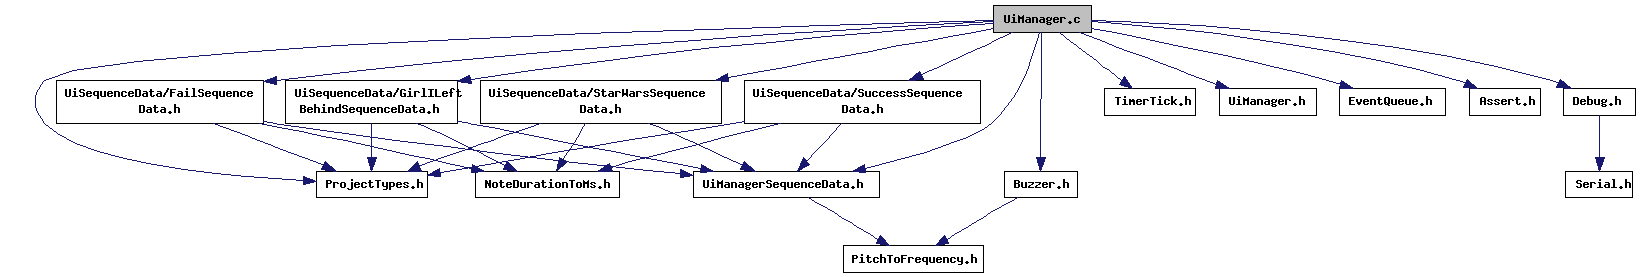 UiManager.c
UiSequenceData/FailSequence
Data.h
UiSequenceData/GirlILeft
BehindSequenceData.h
UiSequenceData/StarWarsSequence
Data.h
UiSequenceData/SuccessSequence
Data.h
TimerTick.h
UiManager.h
EventQueue.h
Assert.h
Debug.h
ProjectTypes.h
NoteDurationToMs.h
UiManagerSequenceData.h
Buzzer.h
Serial.h
PitchToFrequency.h